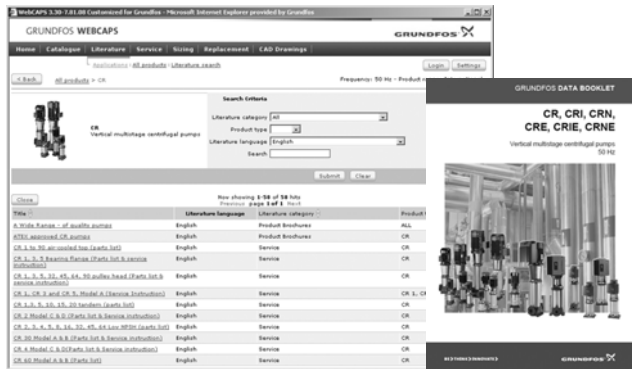 WebCAPS 3.30-7.01.08 Customized for Grundfos - Microsoft Internet Explorer provided by Grundfos
GRUNDFOS WEBCAPS
GRUNDFOS
Home Catalogue Literature Service Sizing Replacement CAD Drawings
Applications › All products › Literature search
Login Settings
< Back All products > CR
Frequency: 50 Hz - Product
Search Criteria
CR
Vertical multistage centrifugal pumps
Literature category All
Product type
Literature language English
Search
Submit Clear
Close
Now showing 1-58 of 58 hits
Previous page 1 of 1 Next
Title Literature language Literature category Product
A Wide Range - of quality pumps English Product Brochures ALL
ATEX approved CR pumps English Product Brochures CR
CR 1 to 90 air-cooled top (parts list) English Service CR
CR 1, 3, 5 Bearing flange (Parts list & service instruction) English Service CR
CR 1, 3, 5, 32, 45, 64, 90 pulley head (Parts list & service instruction) English Service CR
CR 1, CR 3 and CR 5, Model A (Service Instruction) English Service CR 1, CR
CR 1,3, 5, 10, 15, 20 tandem (parts list) English Service CR
CR 2 Model C & D (Parts list & Service instruction) English Service CR
CR 2, 3, 4, 5, 8, 16, 32, 45, 64 Low NPSH (parts list) English Service CR
CR 30 Model A & B (Parts list & Service instruction) English Service CR
CR 4 Model C & D(Parts list & Service instruction) English Service CR
CR 60 Model A & B (Parts list) English Service CR
GRUNDFOS DATA BOOKLET
CR, CRI, CRN,
CRE, CRIE, CRNE
Vertical multistage centrifugal pumps
50 Hz
BE > THINK > INNOVATE >
GRUNDFOS